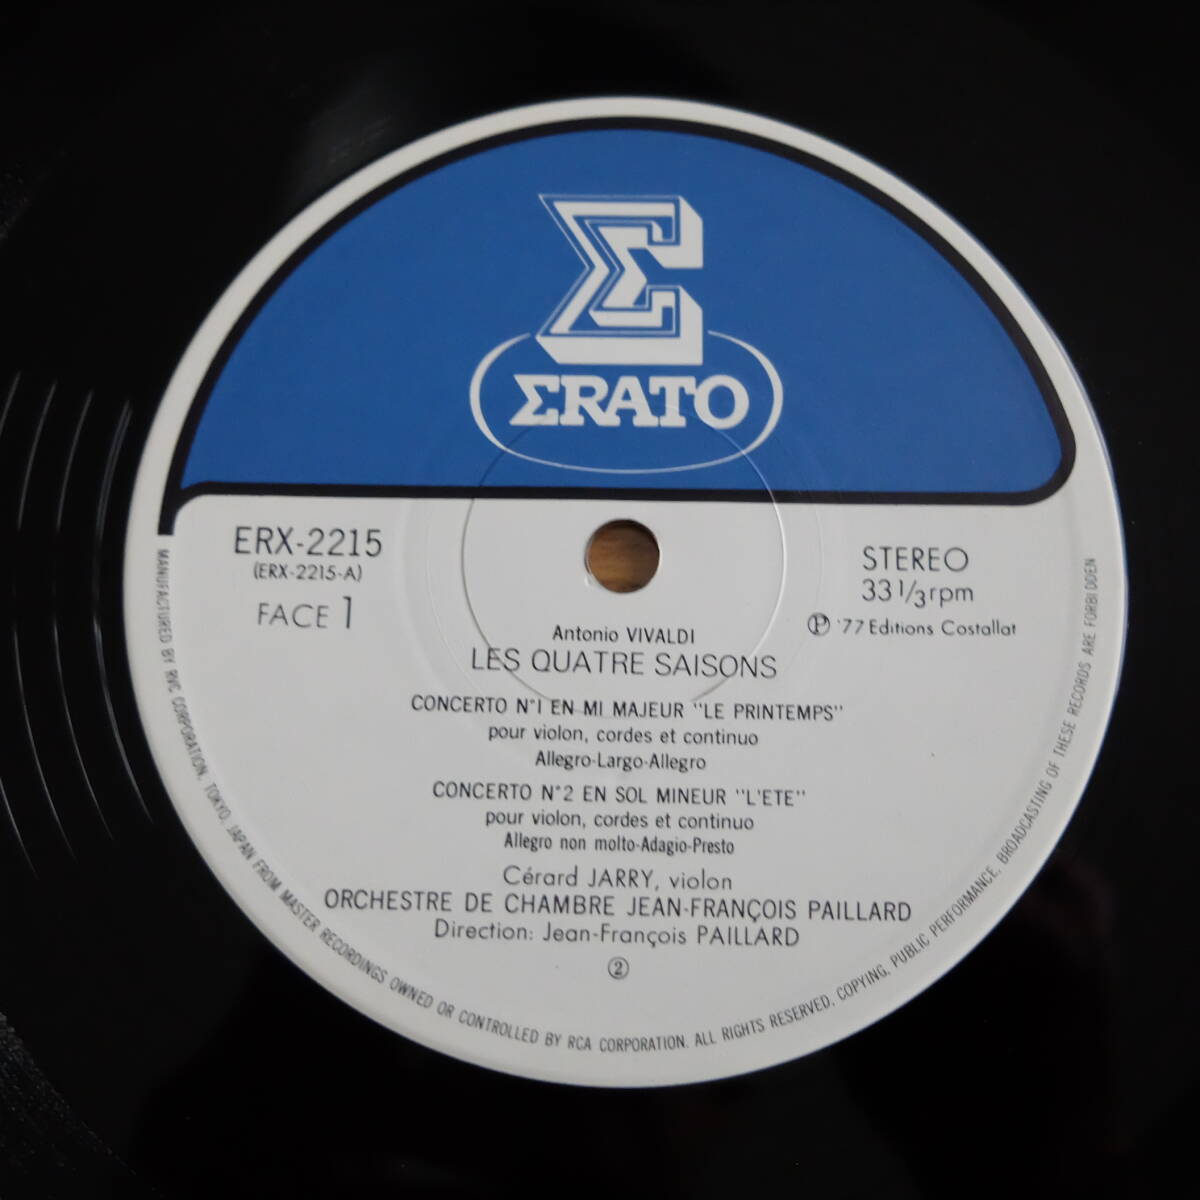 Σ
ΣRATO
ERX-2215
(ERX-2215-A)
FACE 1
STEREO
33 1/3 rpm
Ⓟ '77 Editions Costallat
Antonio VIVALDI
LES QUATRE SAISONS
CONCERTO N°1 EN MI MAJEUR "LE PRINTEMPS"
pour violon, cordes et continuo
Allegro-Largo-Allegro
CONCERTO N°2 EN SOL MINEUR "L'ETE"
pour violon, cordes et continuo
Allegro non molto-Adagio-Presto
Cérard JARRY, violon
ORCHESTRE DE CHAMBRE JEAN-FRANÇOIS PAILLARD
Direction: Jean-François PAILLARD
②
MANUFACTURED BY RVC CORPORATION, TOKYO, JAPAN FROM MASTER RECORDINGS OWNED OR CONTROLLED BY RCA CORPORATION. ALL RIGHTS RESERVED. COPYING, PUBLIC PERFORMANCE, BROADCASTING OF THESE RECORDS ARE FORBIDDEN